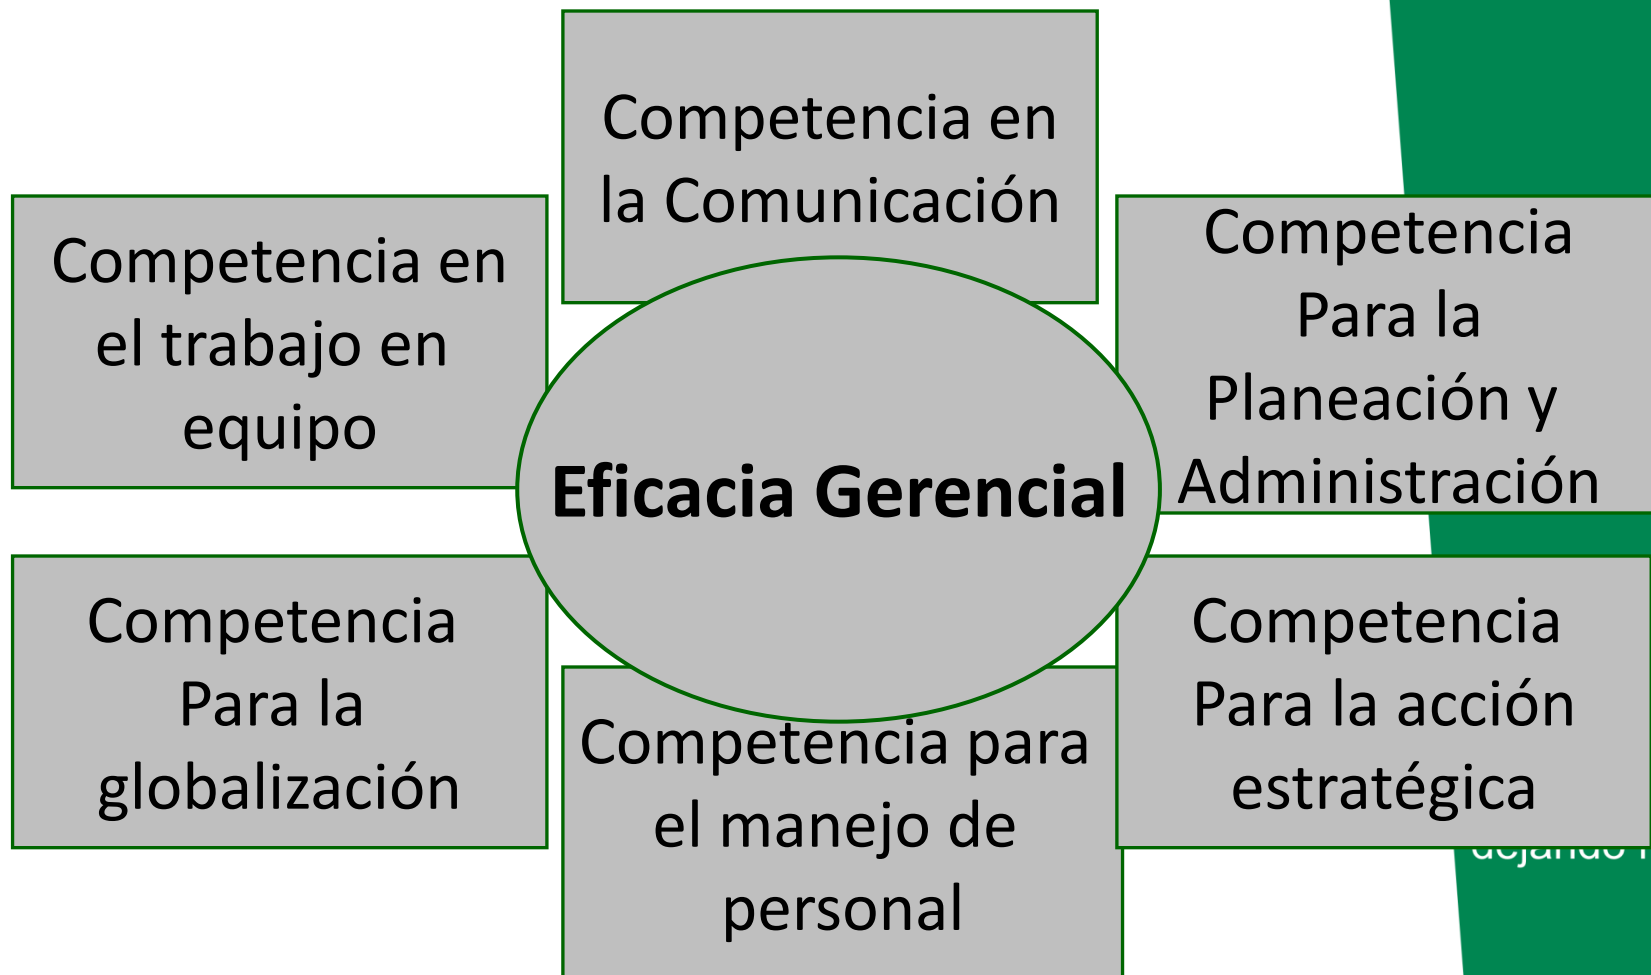 Competencia en
la Comunicación
Competencia en
el trabajo en
equipo
Competencia
Para la
Planeación y
Administración
Eficacia Gerencial
Competencia
Para la
globalización
Competencia para
el manejo de
personal
Competencia
Para la acción
estratégica
dejando